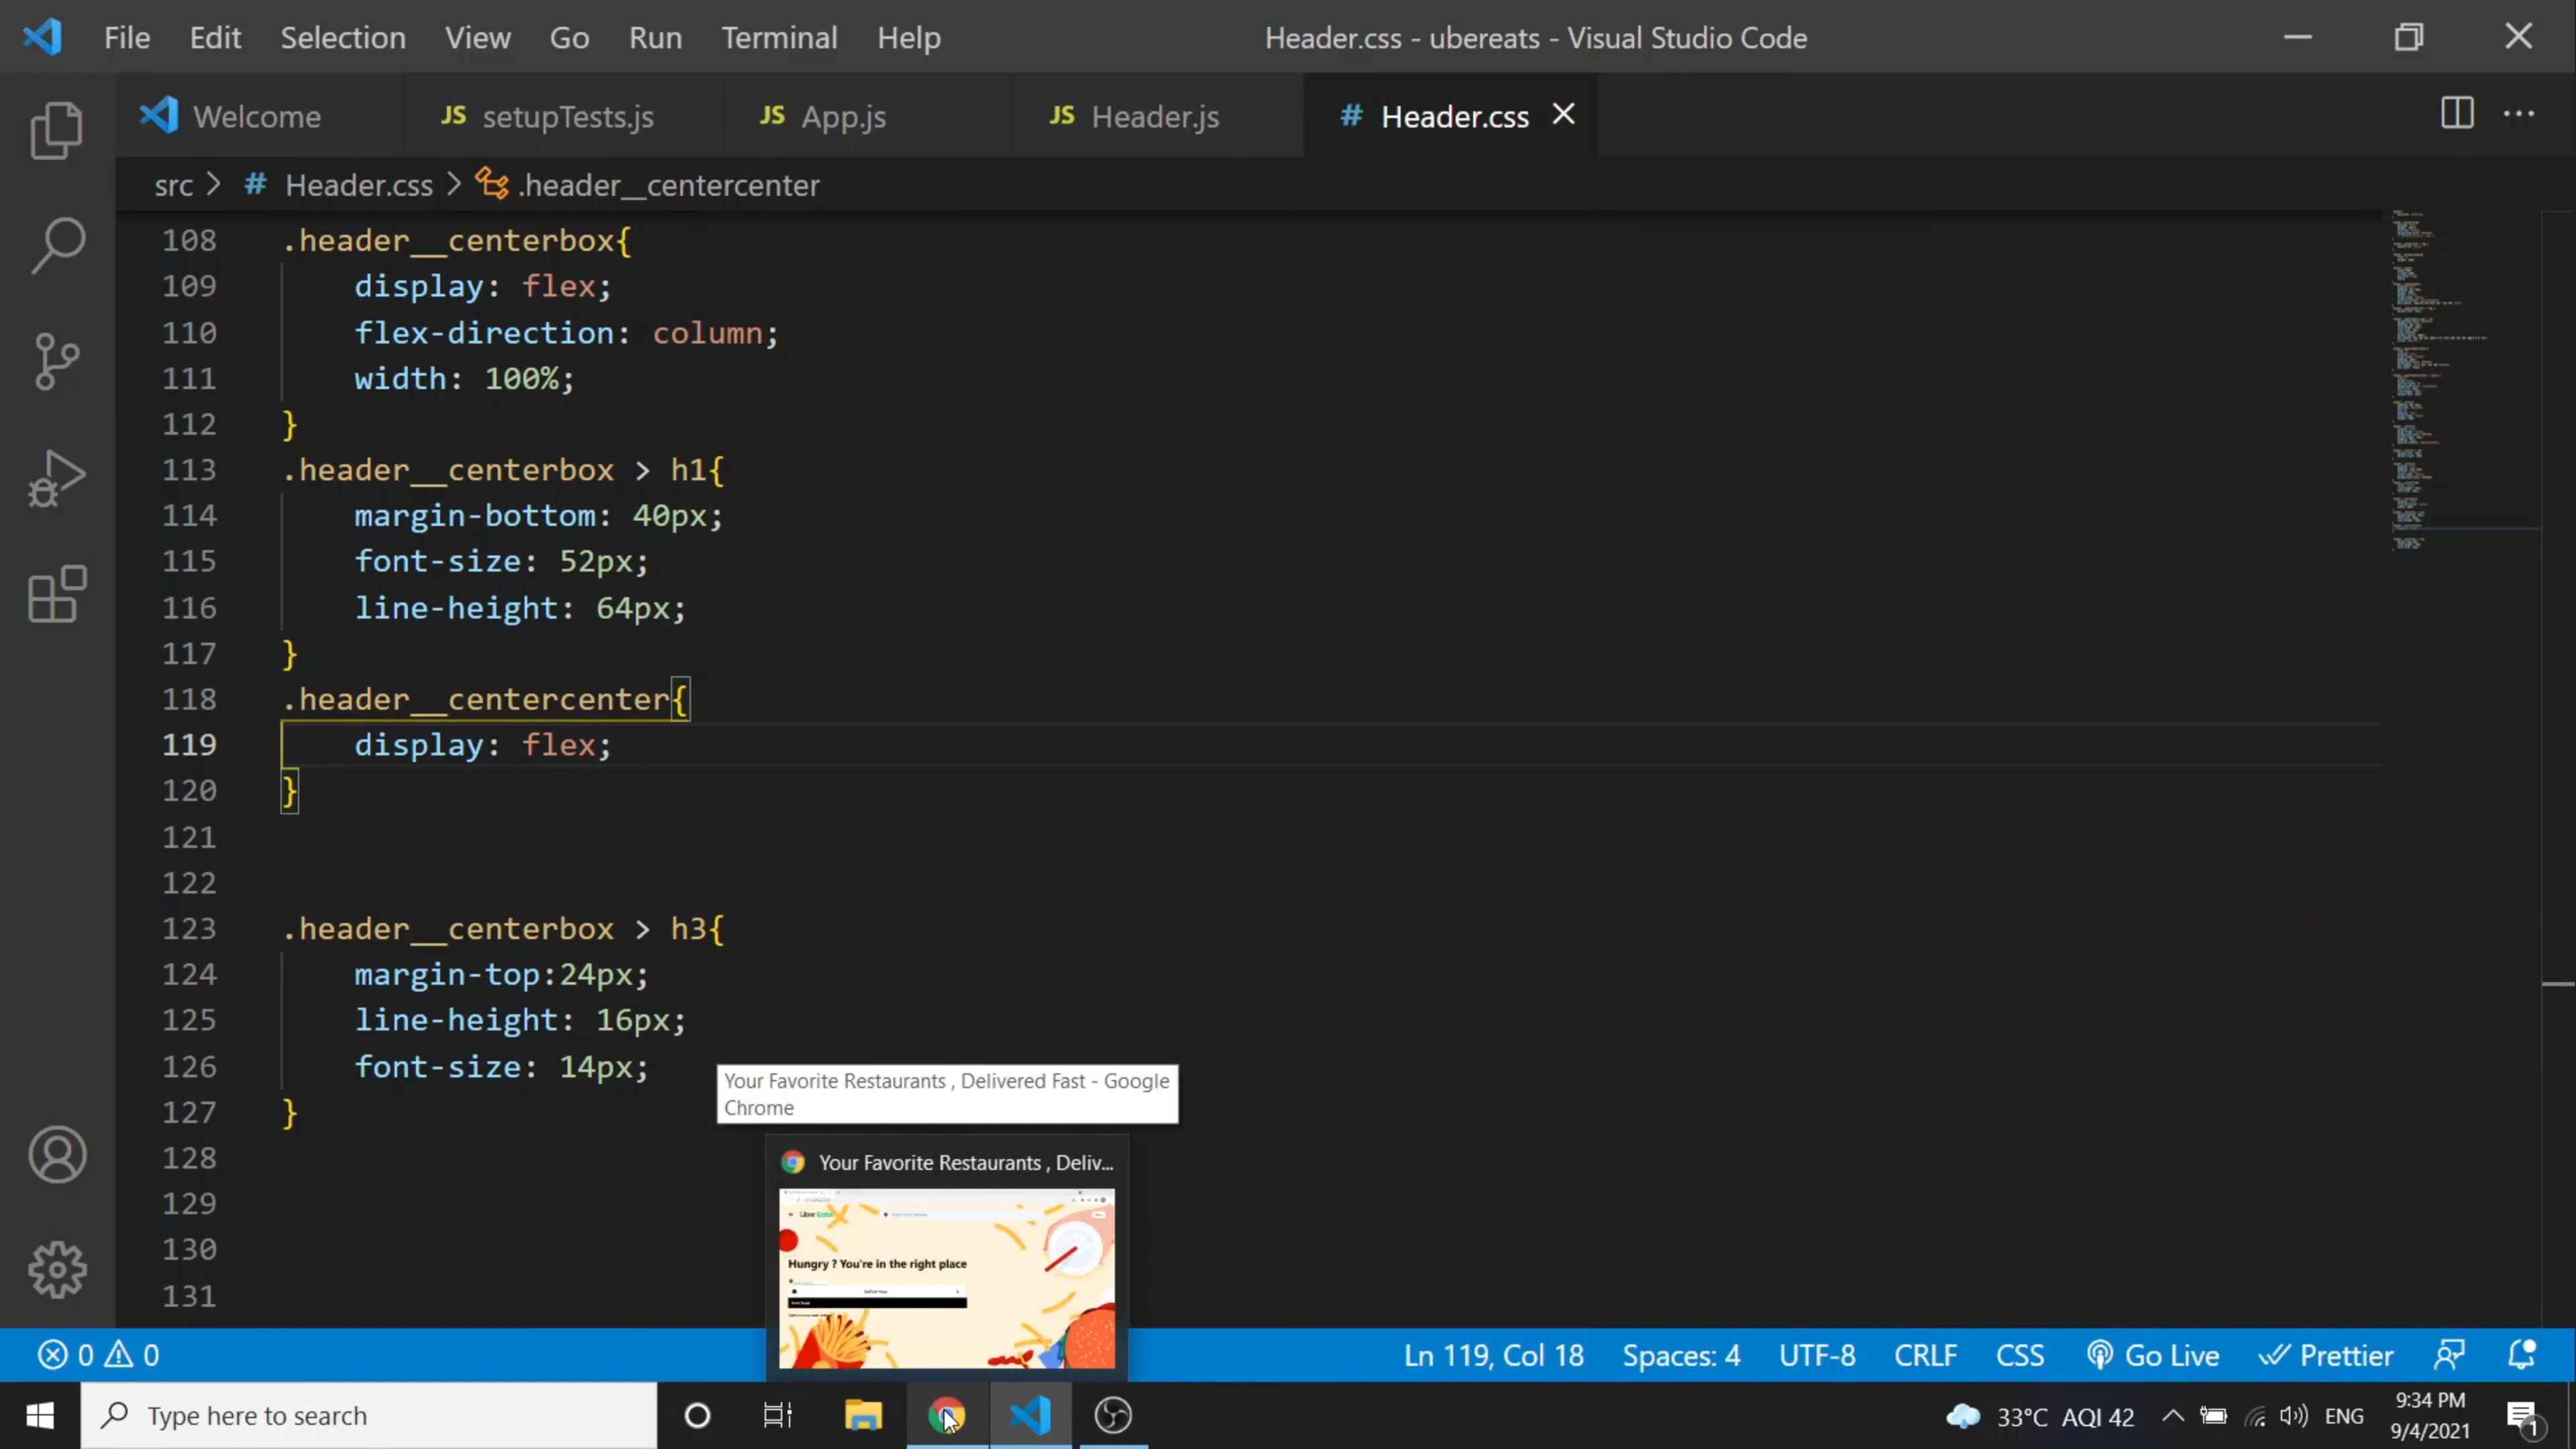 File Edit Selection View Go Run Terminal Help Header.css - ubereats - Visual Studio Code
Welcome JS setupTests.js JS App.js JS Header.js # Header.css
src > # Header.css > .header__centercenter
108 .header__centerbox{
109 display: flex;
110 flex-direction: column;
111 width: 100%;
112 }
113 .header__centerbox > h1{
114 margin-bottom: 40px;
115 font-size: 52px;
116 line-height: 64px;
117 }
118 .header__centercenter{
119 display: flex;
120 }
121
122
123 .header__centerbox > h3{
124 margin-top:24px;
125 line-height: 16px;
126 font-size: 14px;
127 }
128
129
130
131
Your Favorite Restaurants , Delivered Fast - Google
Chrome
Your Favorite Restaurants , Deliv...
Uber Eats
Hungry ? You're in the right place
0 0 Ln 119, Col 18 Spaces: 4 UTF-8 CRLF CSS Go Live Prettier
Type here to search 33°C AQI 42 ENG 9:34 PM
9/4/2021 1